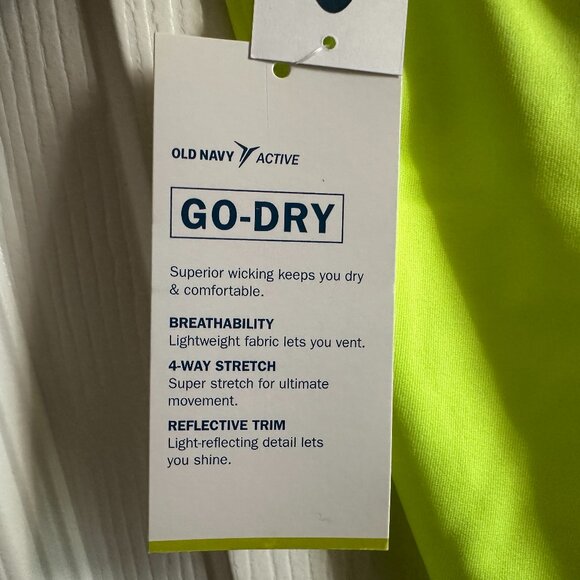 OLD NAVY ACTIVE
GO-DRY
Superior wicking keeps you dry
& comfortable.
BREATHABILITY
Lightweight fabric lets you vent.
4-WAY STRETCH
Super stretch for ultimate
movement.
REFLECTIVE TRIM
Light-reflecting detail lets
you shine.